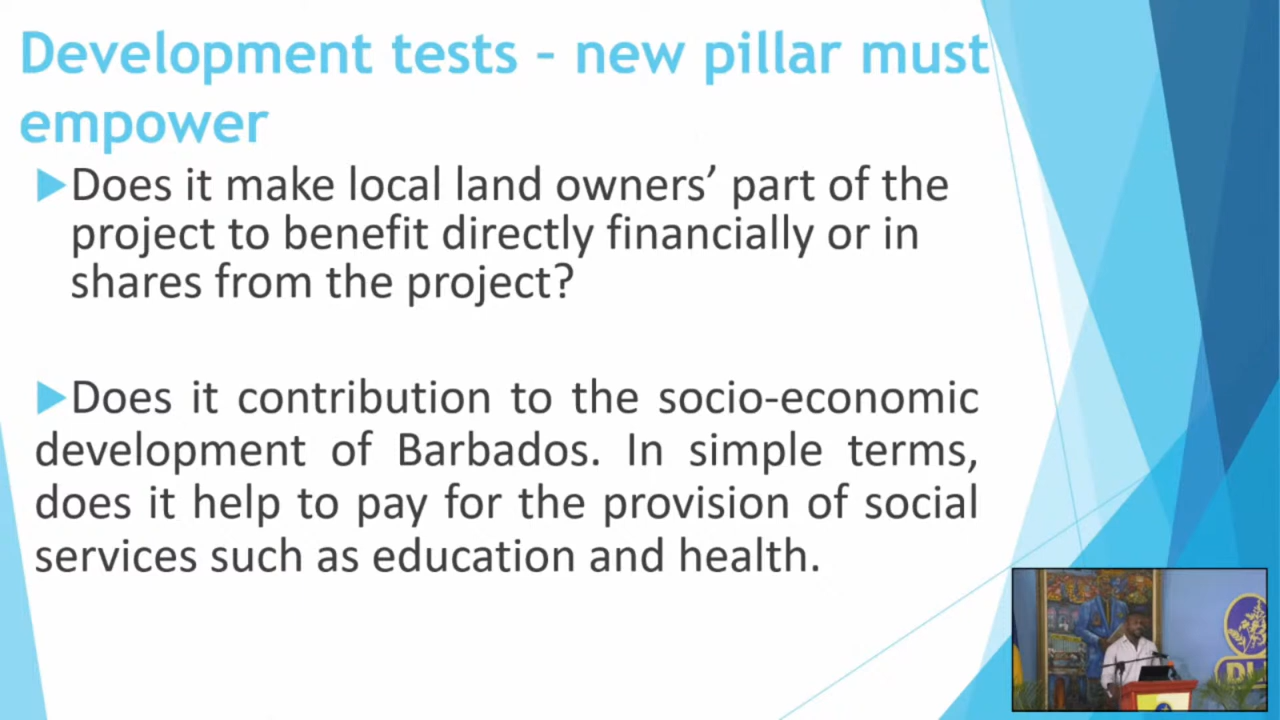 Development tests – new pillar must
empower
Does it make local land owners’ part of the
project to benefit directly financially or in
shares from the project?
Does it contribution to the socio-economic
development of Barbados. In simple terms,
does it help to pay for the provision of social
services such as education and health.